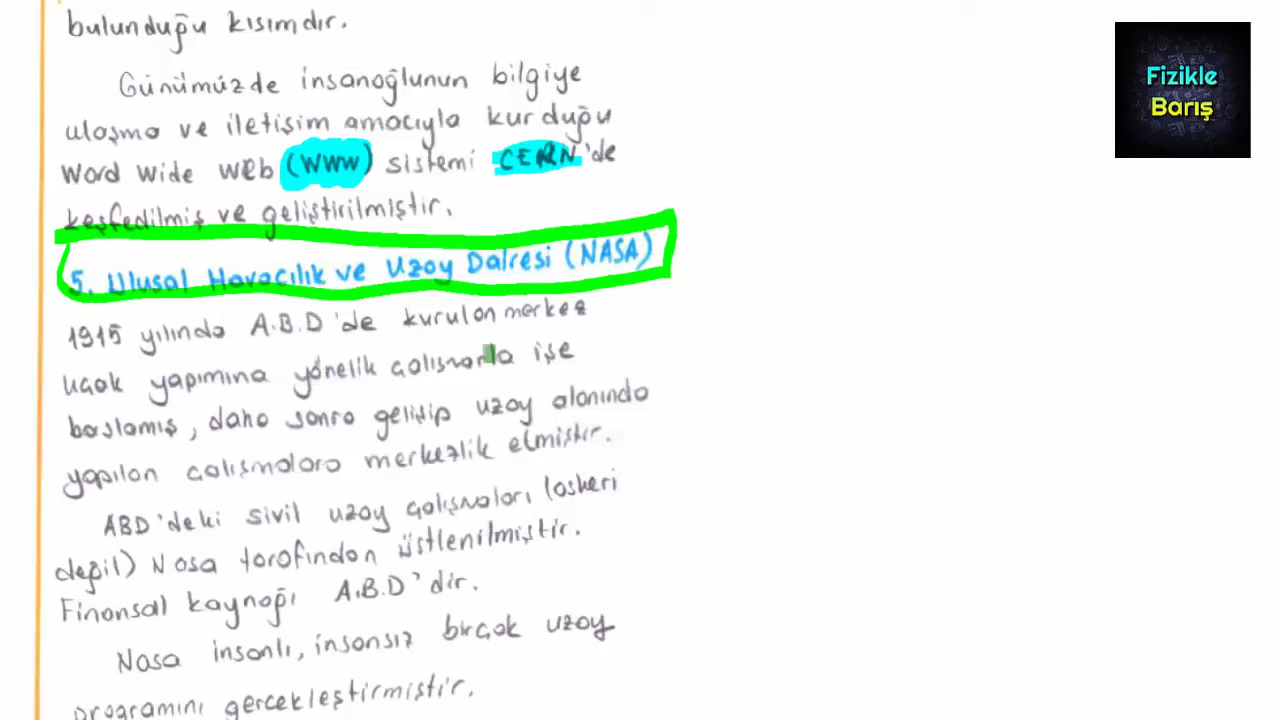 bulunduğu kısımdır.
Günümüzde insanoğlunun bilgiye
ulaşma ve iletişim amacıyla kurduğu
Word wide web (WWW) sistemi CERN'de
keşfedilmiş ve geliştirilmiştir.
5. Ulusal Havacılık ve Uzay Dairesi (NASA)
1915 yılında A.B.D'de kurulan merkez
uçak yapımına yönelik çalışmarla işe
başlamış, daha sonra gelişip uzay alanında
yapılan çalışmalara merkezlik etmiştir.
ABD'deki sivil uzay çalışmaları (askeri
değil) Nasa tarafından üstlenilmiştir.
Finansal kaynağı A.B.D'dir.
Nasa insanlı, insansız birçok uzay
programını gerçekleştirmiştir.
Fizikle
Barış